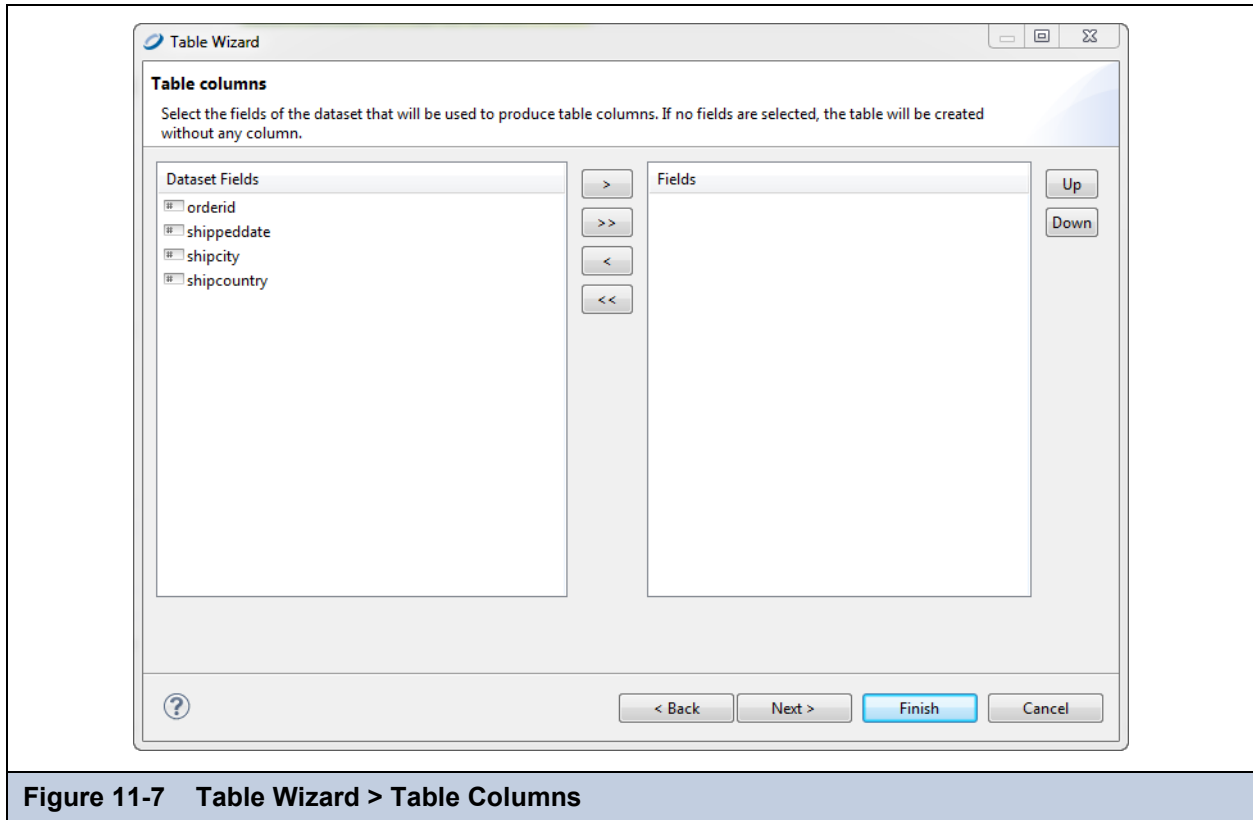 Table Wizard
Table columns
Select the fields of the dataset that will be used to produce table columns. If no fields are selected, the table will be created
without any column.
Dataset Fields
orderid
shippeddate
shipcity
shipcountry
>
>>
<
<<
Fields
Up
Down
?
< Back
Next >
Finish
Cancel
Figure 11-7 Table Wizard > Table Columns